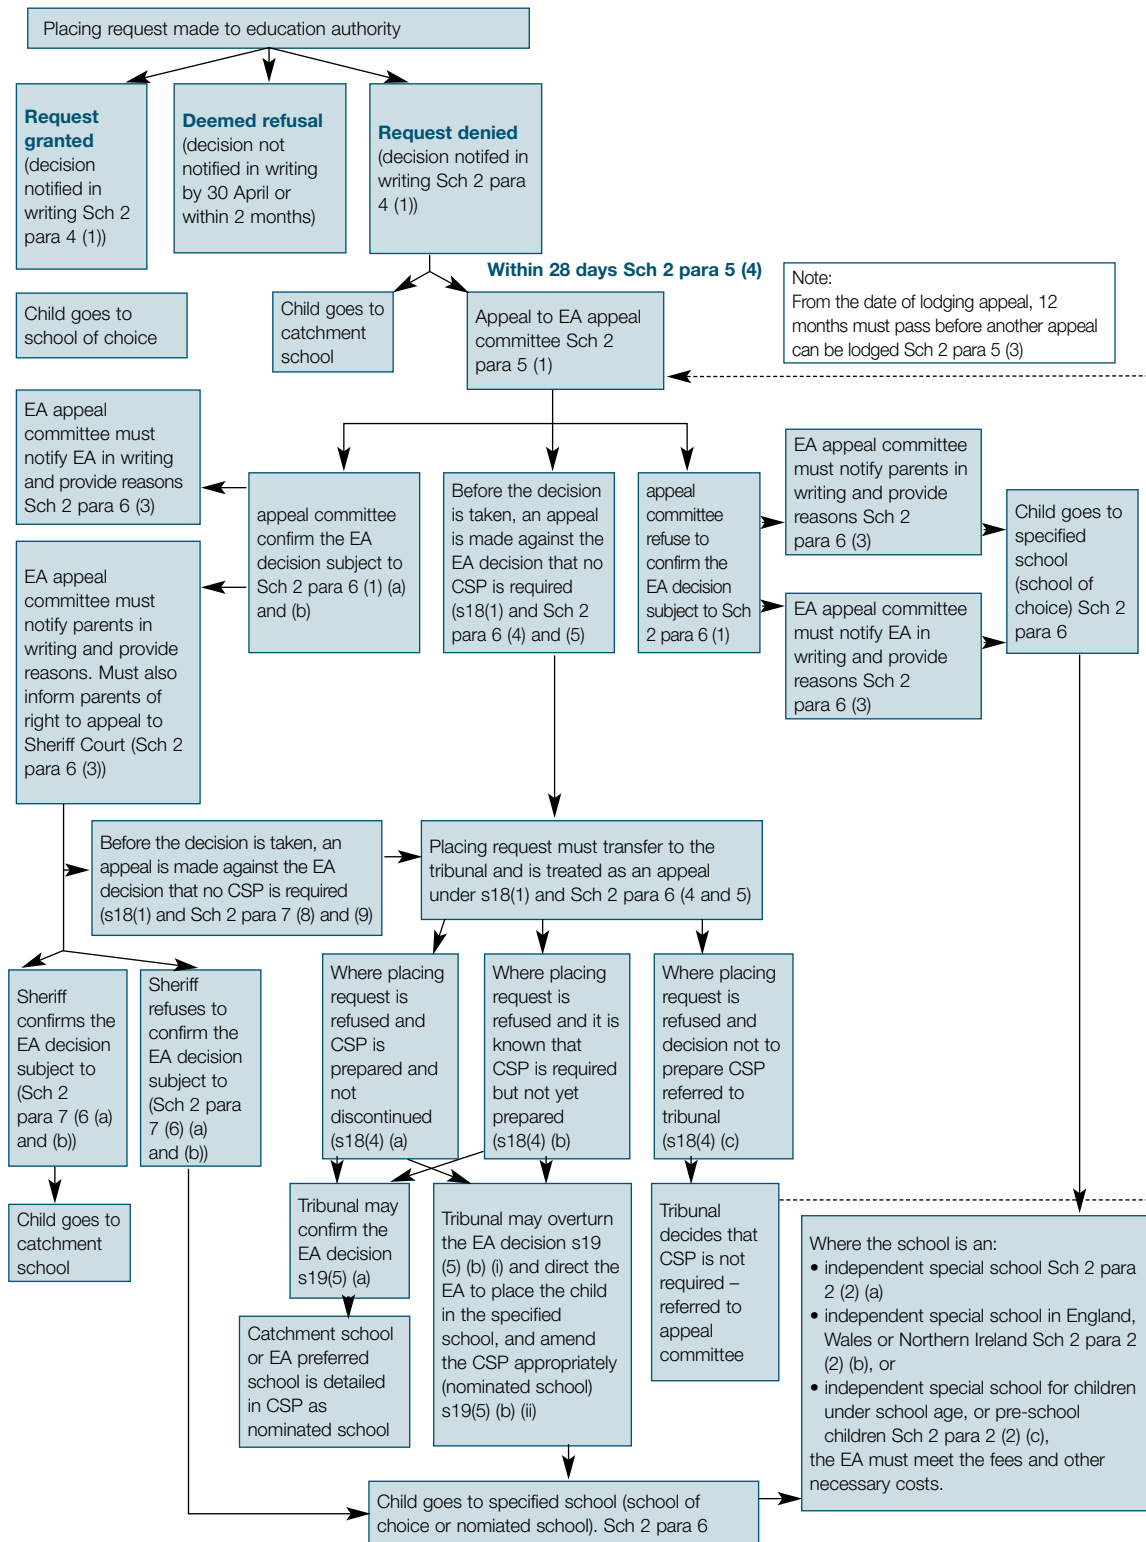 Placing request made to education authority
Request
granted
(decision
notified in
writing Sch 2
para 4 (1))
Deemed refusal
(decision not
notified in writing
by 30 April or
within 2 months)
Request denied
(decision notifed in
writing Sch 2 para
4 (1))
Within 28 days Sch 2 para 5 (4)
Note:
From the date of lodging appeal, 12
months must pass before another appeal
can be lodged Sch 2 para 5 (3)
Child goes to
school of choice
Child goes to
catchment
school
Appeal to EA appeal
committee Sch 2
para 5 (1)
EA appeal
committee must
notify EA in writing
and provide reasons
Sch 2 para 6 (3)
appeal committee
confirm the EA
decision subject to
Sch 2 para 6 (1) (a)
and (b)
Before the decision
is taken, an appeal
is made against the
EA decision that no
CSP is required
(s18(1) and Sch 2
para 6 (4) and (5)
appeal
committee
refuse to
confirm the
EA decision
subject to Sch
2 para 6 (1)
EA appeal committee
must notify parents in
writing and provide
reasons Sch 2
para 6 (3)
EA appeal committee
must notify EA in
writing and provide
reasons Sch 2
para 6 (3)
Child goes to
specified
school
(school of
choice) Sch 2
para 6
EA appeal
committee must
notify parents in
writing and provide
reasons. Must also
inform parents of
right to appeal to
Sheriff Court (Sch 2
para 6 (3))
Before the decision is taken, an
appeal is made against the EA
decision that no CSP is required
(s18(1) and Sch 2 para 7 (8) and (9)
Placing request must transfer to the
tribunal and is treated as an appeal
under s18(1) and Sch 2 para 6 (4 and 5)
Sheriff
confirms the
EA decision
subject to
(Sch 2
para 7 (6 (a)
and (b))
Sheriff
refuses to
confirm the
EA decision
subject to
(Sch 2 para
7 (6) (a)
and (b))
Where placing
request is
refused and
CSP is
prepared and
not
discontinued
(s18(4) (a)
Where placing
request is
refused and it is
known that
CSP is required
but not yet
prepared
(s18(4) (b)
Where placing
request is
refused and
decision not to
prepare CSP
referred to
tribunal
(s18(4) (c)
Child goes to
catchment
school
Tribunal may
confirm the
EA decision
s19(5) (a)
Catchment school
or EA preferred
school is detailed
in CSP as
nominated school
Tribunal may overturn
the EA decision s19
(5) (b) (i) and direct the
EA to place the child
in the specified
school, and amend
the CSP appropriately
(nominated school)
s19(5) (b) (ii)
Tribunal
decides that
CSP is not
required –
referred to
appeal
committee
Where the school is an:
• independent special school Sch 2 para
2 (2) (a)
• independent special school in England,
Wales or Northern Ireland Sch 2 para 2
(2) (b), or
• independent special school for children
under school age, or pre-school
children Sch 2 para 2 (2) (c),
the EA must meet the fees and other
necessary costs.
Child goes to specified school (school of
choice or nomiated school). Sch 2 para 6